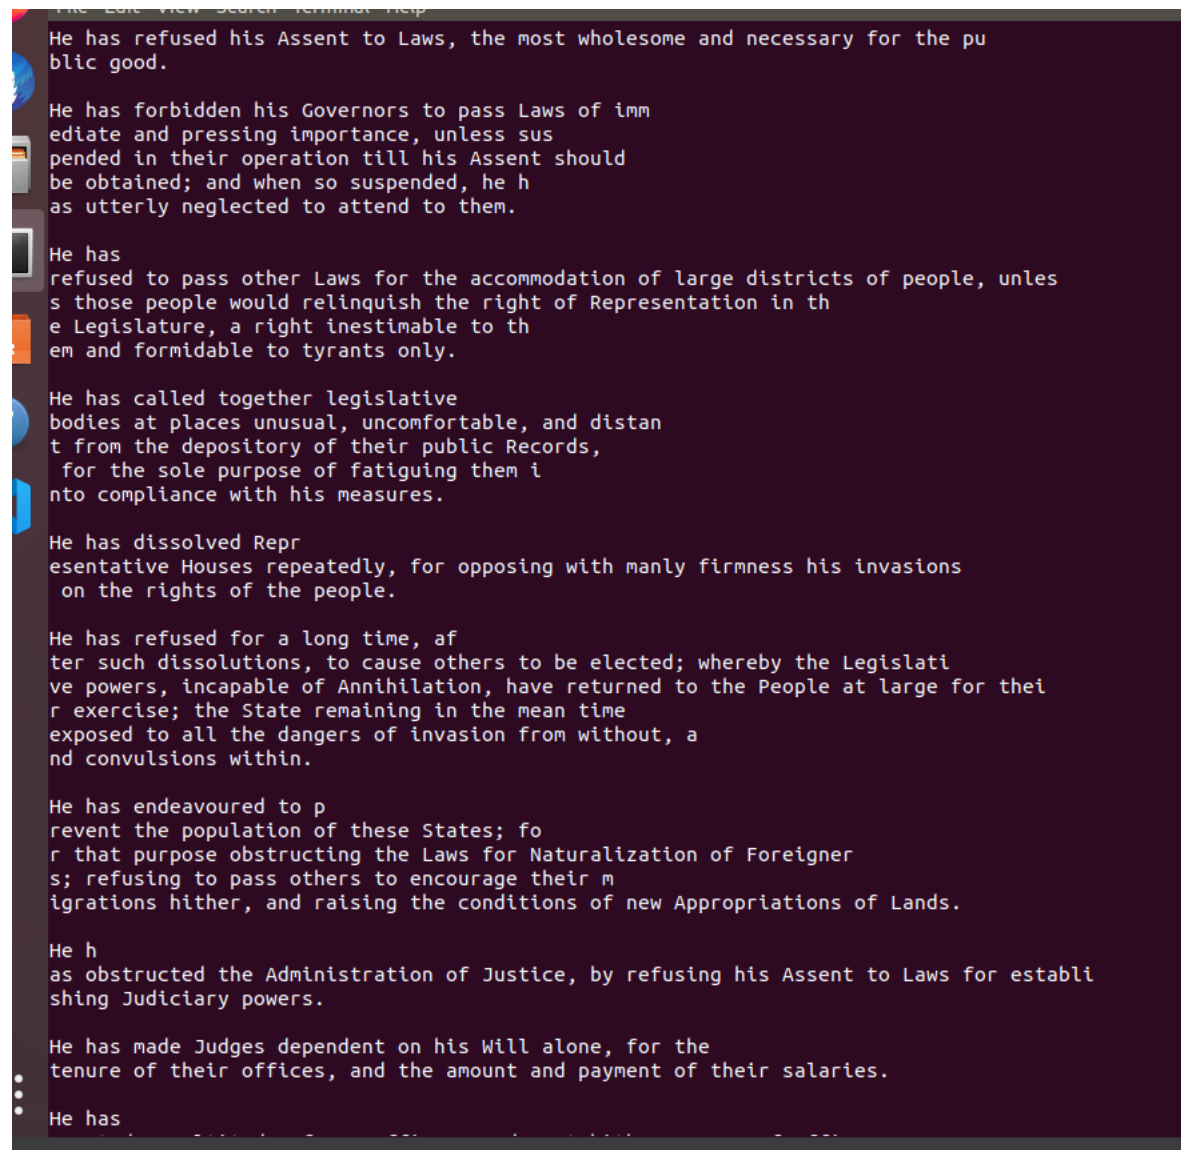 File Edit View Search Terminal Help
He has refused his Assent to Laws, the most wholesome and necessary for the pu
blic good.
He has forbidden his Governors to pass Laws of imm
ediate and pressing importance, unless sus
pended in their operation till his Assent should
be obtained; and when so suspended, he h
as utterly neglected to attend to them.
He has
refused to pass other Laws for the accommodation of large districts of people, unles
s those people would relinquish the right of Representation in th
e Legislature, a right inestimable to th
em and formidable to tyrants only.
He has called together legislative
bodies at places unusual, uncomfortable, and distan
t from the depository of their public Records,
 for the sole purpose of fatiguing them i
nto compliance with his measures.
He has dissolved Repr
esentative Houses repeatedly, for opposing with manly firmness his invasions
 on the rights of the people.
He has refused for a long time, af
ter such dissolutions, to cause others to be elected; whereby the Legislati
ve powers, incapable of Annihilation, have returned to the People at large for thei
r exercise; the State remaining in the mean time
exposed to all the dangers of invasion from without, a
nd convulsions within.
He has endeavoured to p
revent the population of these States; fo
r that purpose obstructing the Laws for Naturalization of Foreigner
s; refusing to pass others to encourage their m
igrations hither, and raising the conditions of new Appropriations of Lands.
He h
as obstructed the Administration of Justice, by refusing his Assent to Laws for establi
shing Judiciary powers.
He has made Judges dependent on his Will alone, for the
tenure of their offices, and the amount and payment of their salaries.
He has